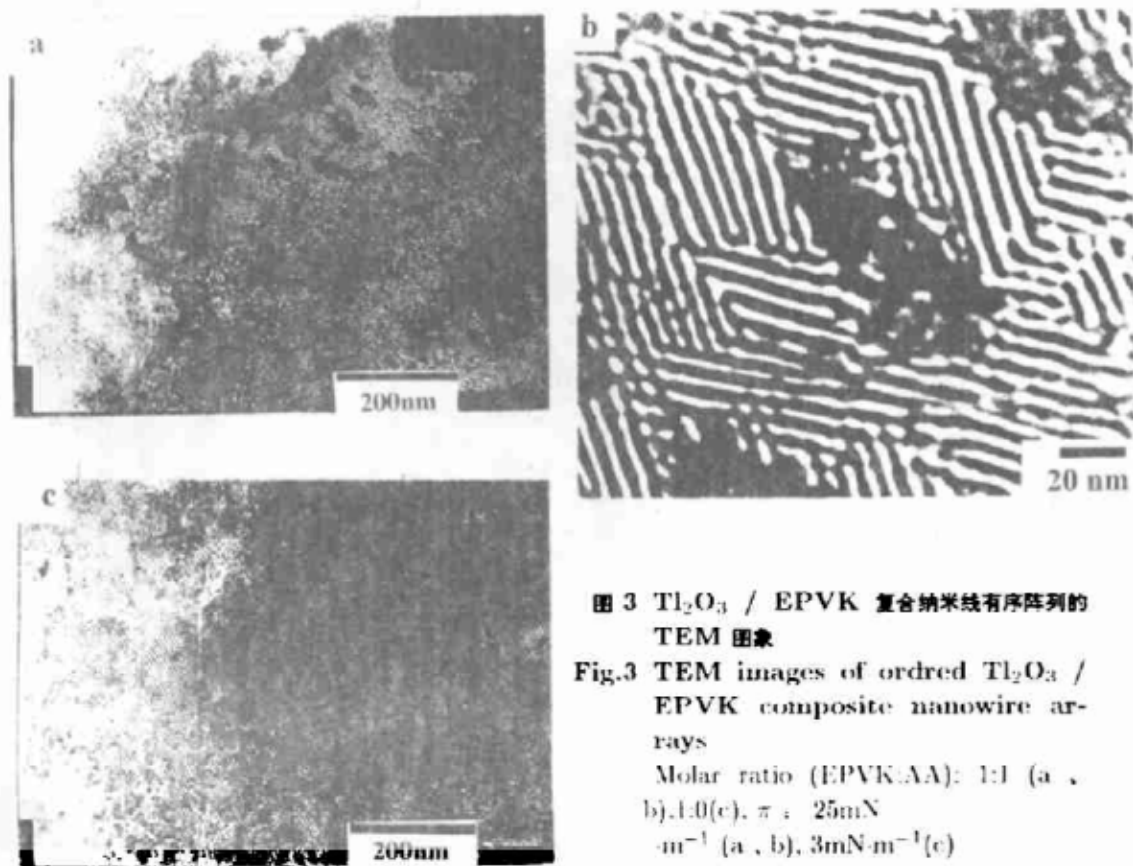 a
200nm
b
20 nm
c
200nm
图 3 Tl₂O₃ / EPVK 复合纳米线有序阵列的
TEM 图象
Fig.3 TEM images of ordred Tl₂O₃ /
EPVK composite nanowire ar-
rays
Molar ratio (EPVK:AA): 1:1 (a 、
b),1:0(c), π : 25mN
·m⁻¹ (a 、b), 3mN·m⁻¹(c)